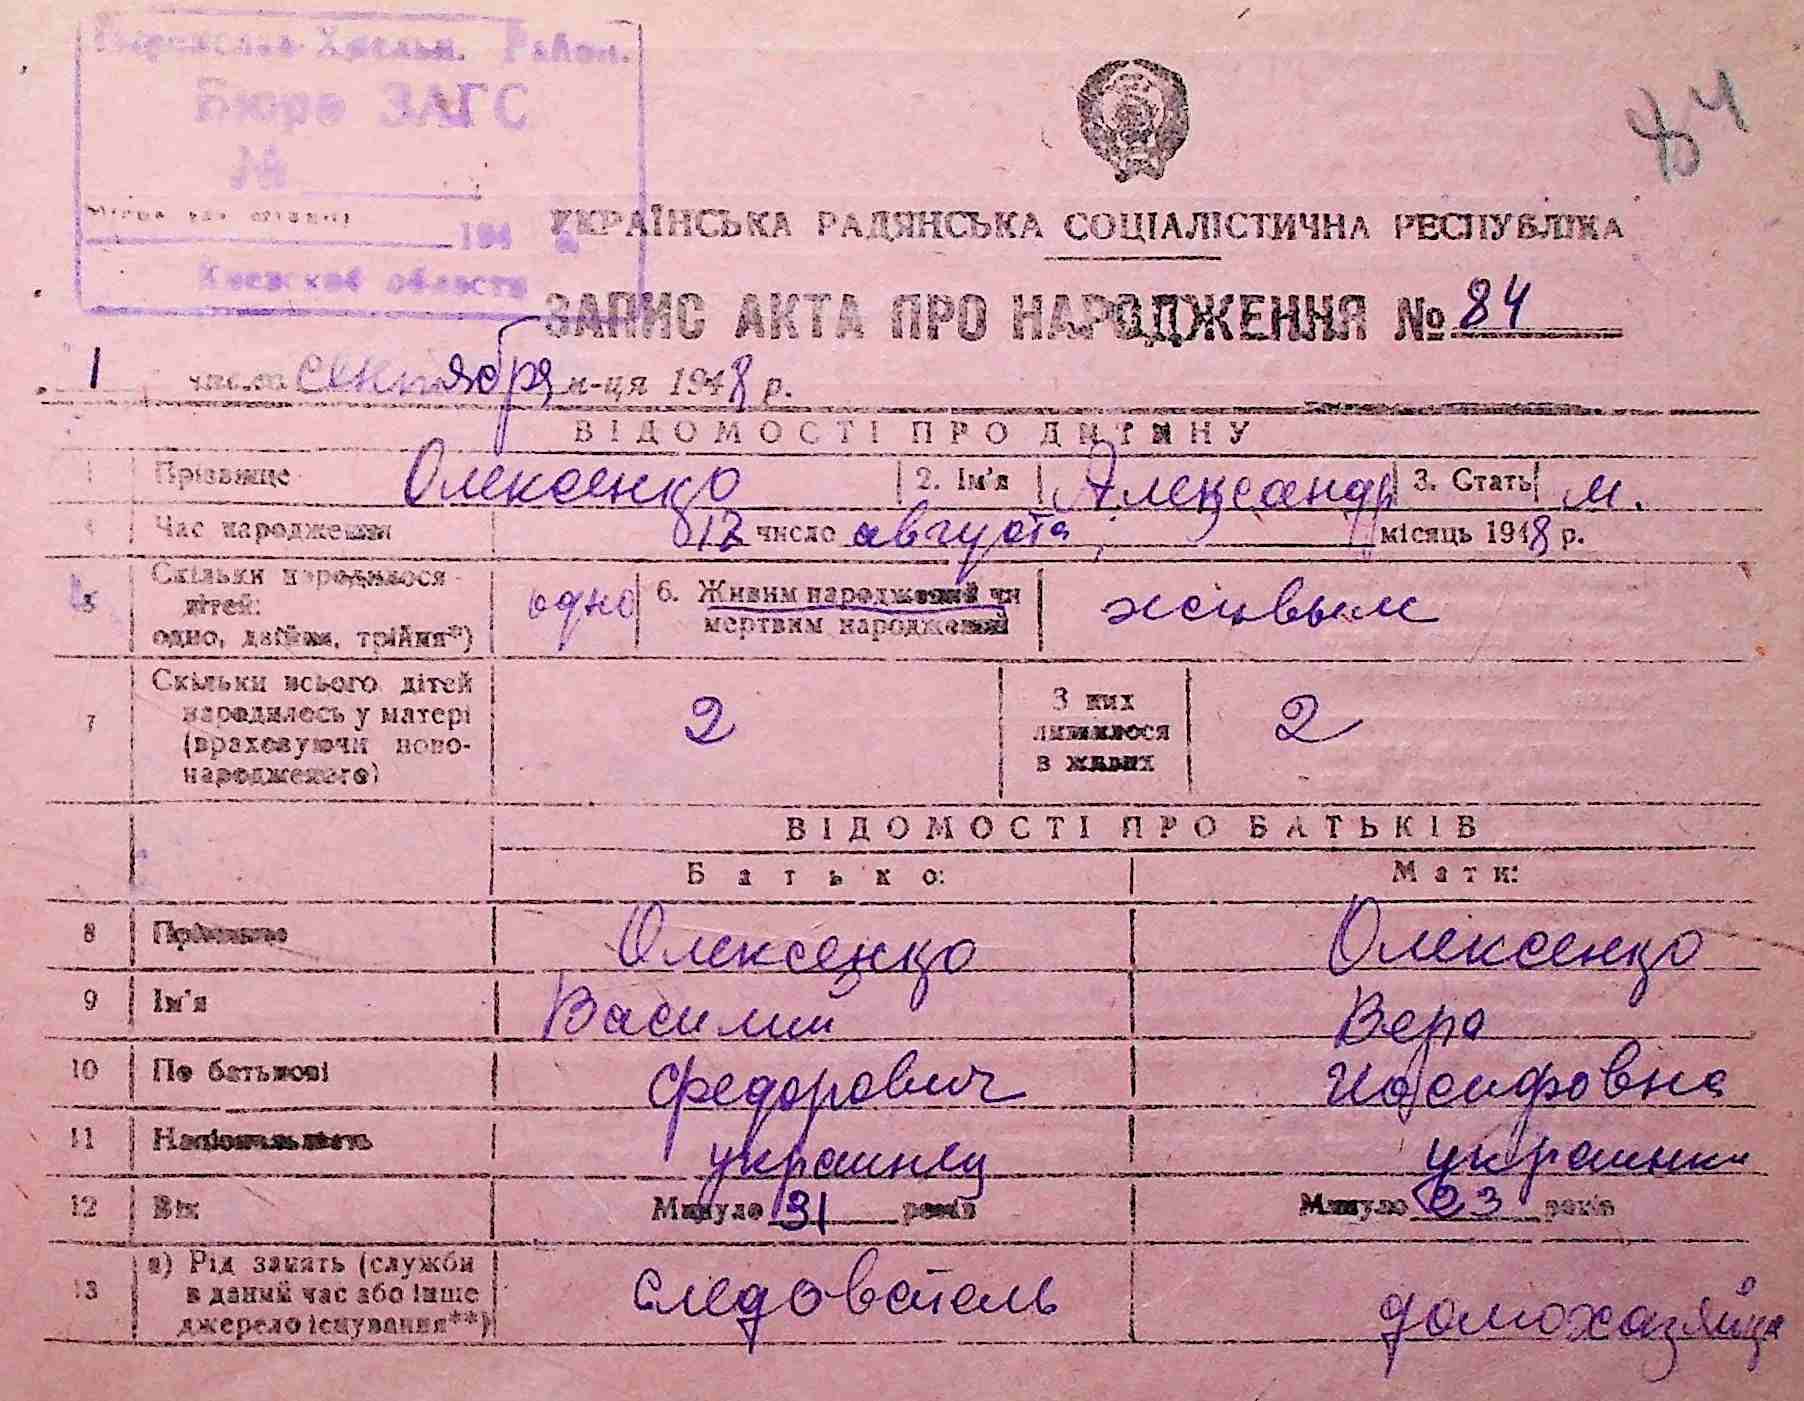 Хмельн. Район.
Бюро ЗАГС
№
194
Киевской области
84
УКРАЇНСЬКА РАДЯНСЬКА СОЦІАЛІСТИЧНА РЕСПУБЛІКА
ЗАПИС АКТА ПРО НАРОДЖЕННЯ № 84
1 числа сентября м-ця 1948 р.
ВІДОМОСТІ ПРО ДИТИНУ
1 Прізвище Олексенко 2. Ім'я Александр 3. Стать м.
4 Час народження 12 число августа місяць 1948 р.
5 Скільки народилося дітей: одно, двійня, трійня*) одно 6. Живим народжений чи мертвим народжений живым
7 Скільки всього дітей народилось у матері (враховуючи новонародженого) 2 З них лишилося в живих 2
ВІДОМОСТІ ПРО БАТЬКІВ
Батько: Мати:
8 Прізвище Олексенко Олексенко
9 Ім'я Василий Вера
10 По батькові Федорович Иосифовна
11 Національність украинец украинка
12 Вік Минуло 31 років Минуло 23 років
13 а) Рід занять (служби в даний час або інше джерело існування**) следователь домохазяйка